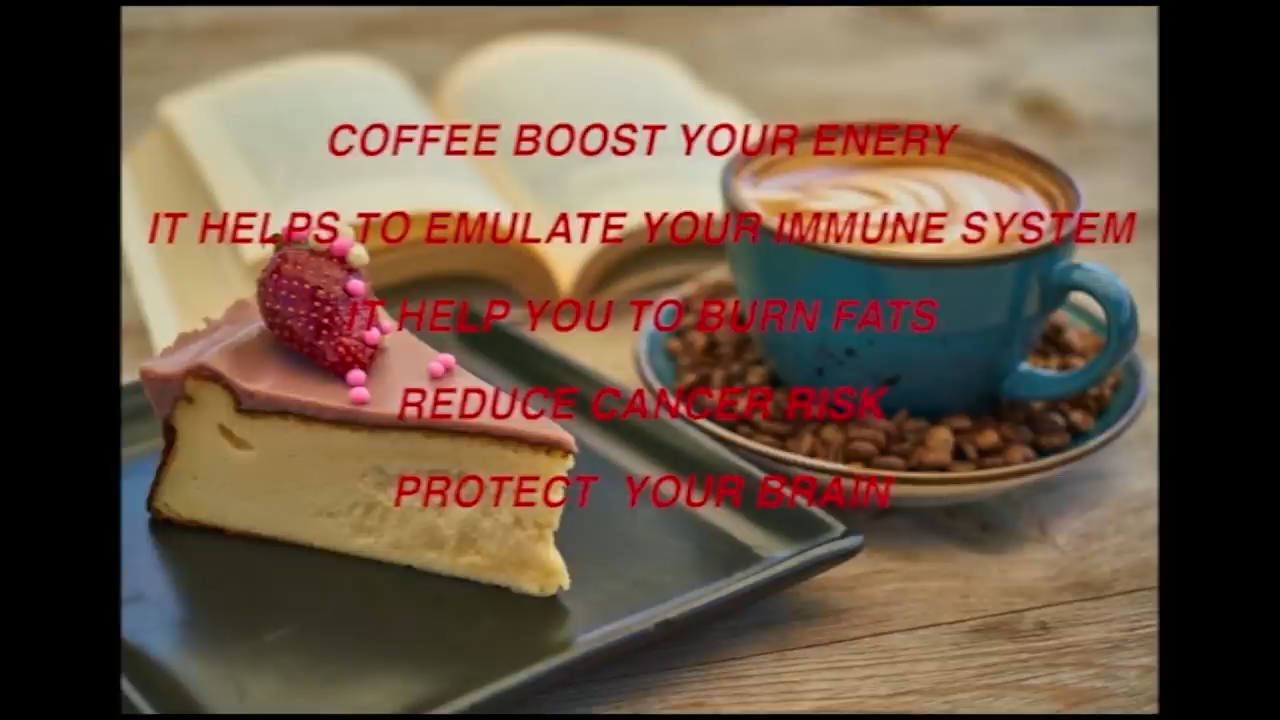 COFFEE BOOST YOUR ENERY
IT HELPS TO EMULATE YOUR IMMUNE SYSTEM
IT HELP YOU TO BURN FATS
REDUCE CANCER RISK
PROTECT YOUR BRAIN